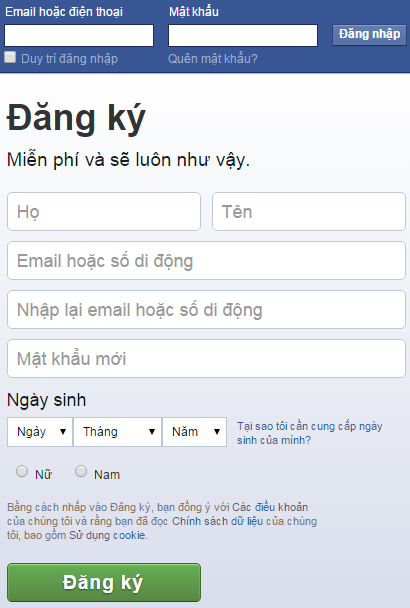 Email hoặc điện thoại Mật khẩu
Đăng nhập
Duy trì đăng nhập Quên mật khẩu?
Đăng ký
Miễn phí và sẽ luôn như vậy.
Họ Tên
Email hoặc số di động
Nhập lại email hoặc số di động
Mật khẩu mới
Ngày sinh
Ngày Tháng Năm
Tại sao tôi cần cung cấp ngày
sinh của mình?
Nữ Nam
Bằng cách nhấp vào Đăng ký, bạn đồng ý với Các điều khoản
của chúng tôi và rằng bạn đã đọc Chính sách dữ liệu của chúng
tôi, bao gồm Sử dụng cookie.
Đăng ký